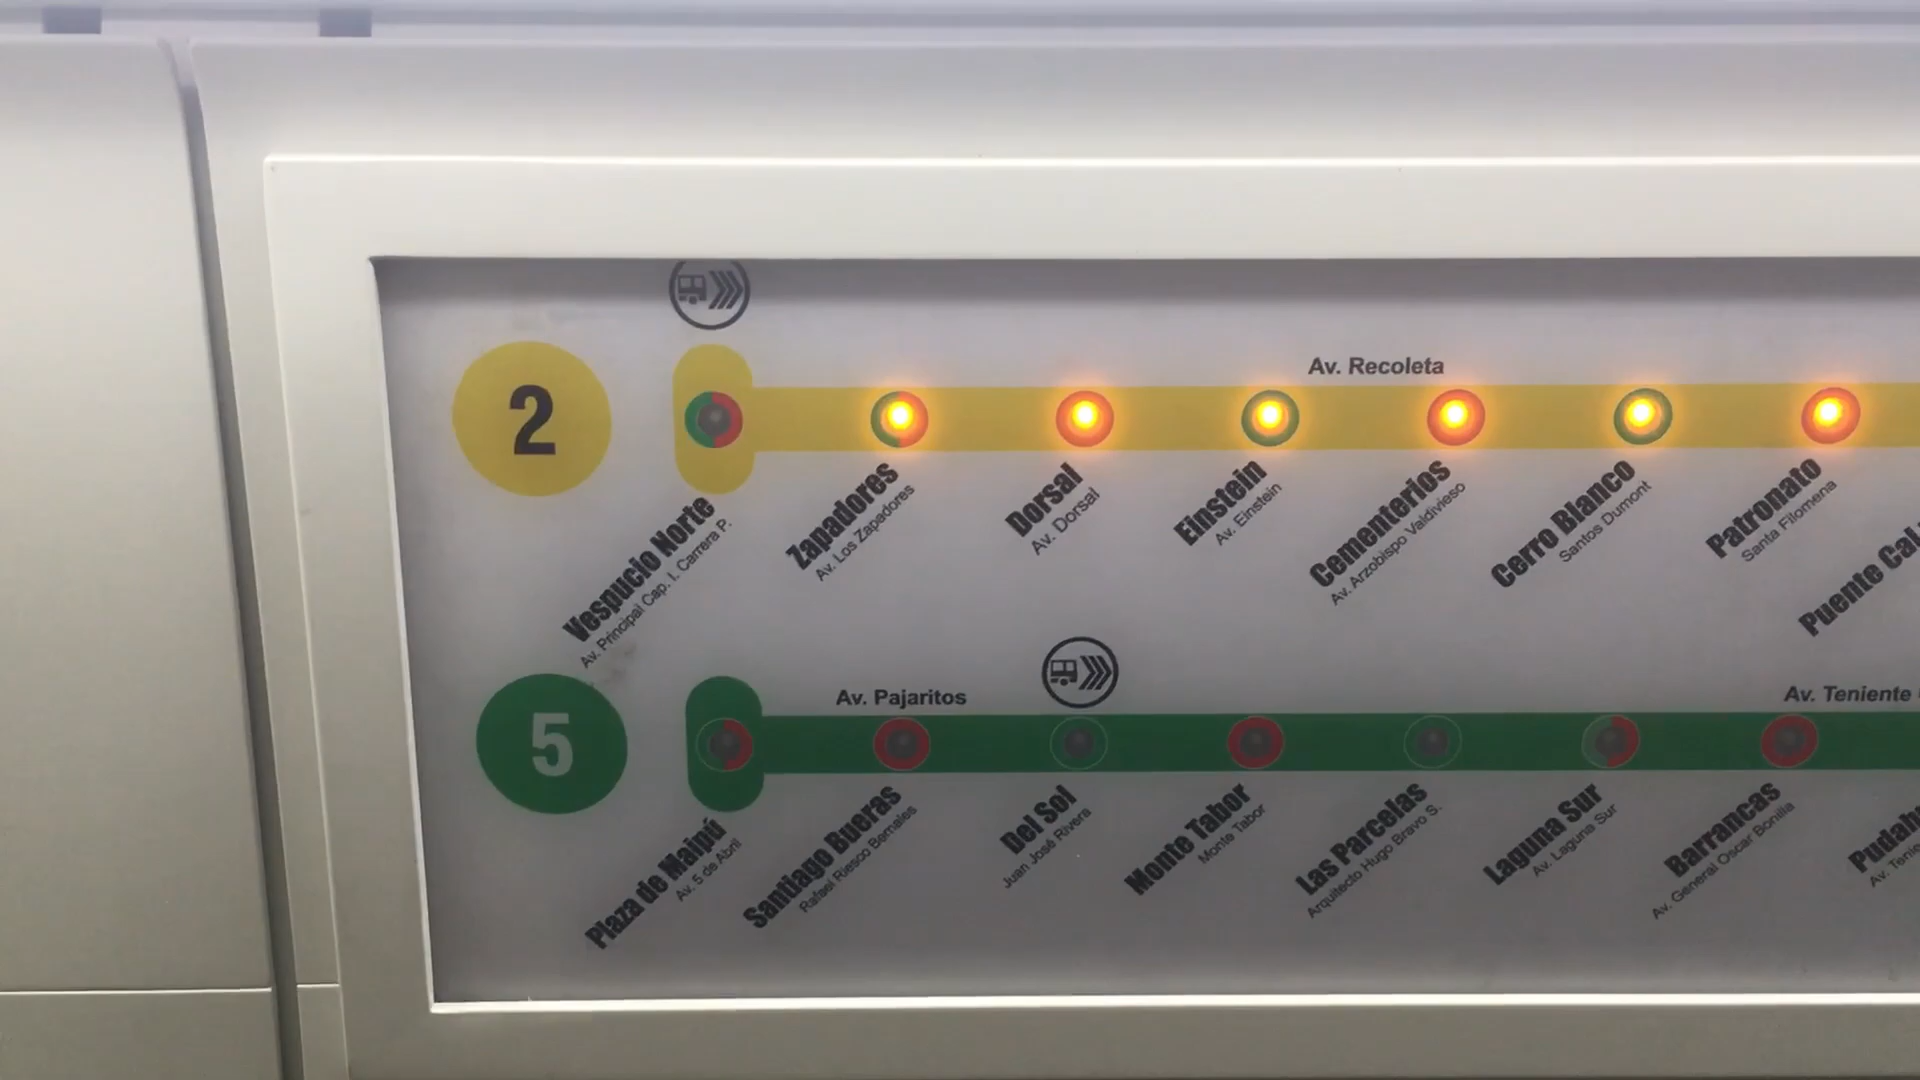 2
Av. Recoleta
Vespucio Norte
Av. Principal Cap. I. Carrera P.
Zapadores
Av. Los Zapadores
Dorsal
Av. Dorsal
Einstein
Av. Einstein
Cementerios
Av. Arzobispo Valdivieso
Cerro Blanco
Santos Dumont
Patronato
Santa Filomena
Puente Cal
5
Av. Pajaritos
Av. Teniente
Plaza de Maipú
Av. 5 de Abril
Santiago Bueras
Rafael Riesco Bernales
Del Sol
Juan José Rivera
Monte Tabor
Monte Tabor
Las Parcelas
Arquitecto Hugo Bravo S.
Laguna Sur
Av. Laguna Sur
Barrancas
Av. General Oscar Bonilla